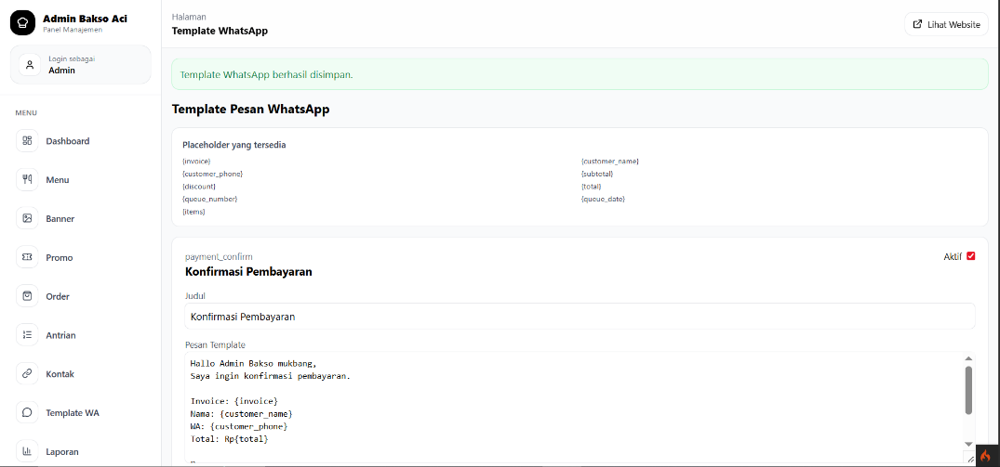 Admin Bakso Aci
Panel Manajemen
Login sebagai
Admin
MENU
Dashboard
Menu
Banner
Promo
Order
Antrian
Kontak
Template WA
Laporan
Halaman
Template WhatsApp
Lihat Website
Template WhatsApp berhasil disimpan.
Template Pesan WhatsApp
Placeholder yang tersedia
{invoice}
{customer_name}
{customer_phone}
{subtotal}
{discount}
{total}
{queue_number}
{queue_date}
{items}
payment_confirm
Aktif
Konfirmasi Pembayaran
Judul
Konfirmasi Pembayaran
Pesan Template
Hallo Admin Bakso mukbang,
Saya ingin konfirmasi pembayaran.
Invoice: {invoice}
Nama: {customer_name}
WA: {customer_phone}
Total: Rp{total}